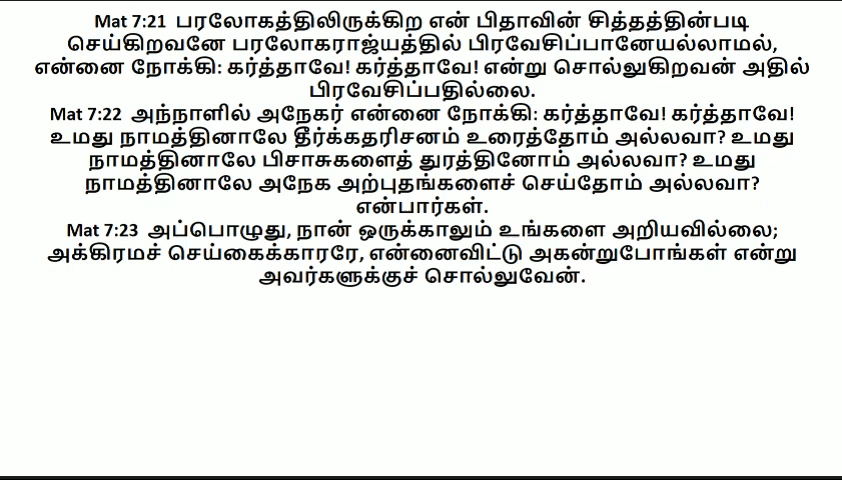 Mat 7:21 பரலோகத்திலிருக்கிற என் பிதாவின் சித்தத்தின்படி
செய்கிறவனே பரலோகராஜ்யத்தில் பிரவேசிப்பானேயல்லாமல்,
என்னை நோக்கி: கர்த்தாவே! கர்த்தாவே! என்று சொல்லுகிறவன் அதில்
பிரவேசிப்பதில்லை.
Mat 7:22 அந்நாளில் அநேகர் என்னை நோக்கி: கர்த்தாவே! கர்த்தாவே!
உமது நாமத்தினாலே தீர்க்கதரிசனம் உரைத்தோம் அல்லவா? உமது
நாமத்தினாலே பிசாசுகளைத் துரத்தினோம் அல்லவா? உமது
நாமத்தினாலே அநேக அற்புதங்களைச் செய்தோம் அல்லவா?
என்பார்கள்.
Mat 7:23 அப்பொழுது, நான் ஒருக்காலும் உங்களை அறியவில்லை;
அக்கிரமச் செய்கைக்காரரே, என்னைவிட்டு அகன்றுபோங்கள் என்று
அவர்களுக்குச் சொல்லுவேன்.